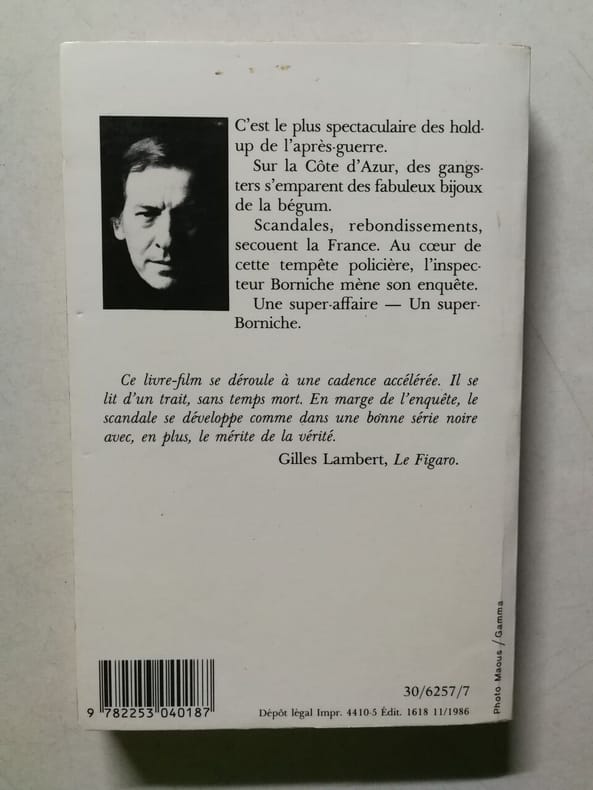 C'est le plus spectaculaire des hold-
up de l'après-guerre.
Sur la Côte d'Azur, des gangs-
ters s'emparent des fabuleux bijoux
de la bégum.
Scandales, rebondissements,
secouent la France. Au cœur de
cette tempête policière, l'inspec-
teur Borniche mène son enquête.
Une super-affaire — Un super-
Borniche.
Ce livre-film se déroule à une cadence accélérée. Il se
lit d'un trait, sans temps mort. En marge de l'enquête, le
scandale se développe comme dans une bonne série noire
avec, en plus, le mérite de la vérité.
Gilles Lambert, Le Figaro.
Photo Maous / Gamma
30/6257/7
9 782253 040187
Dépôt légal Impr. 4410-5 Édit. 1618 11/1986